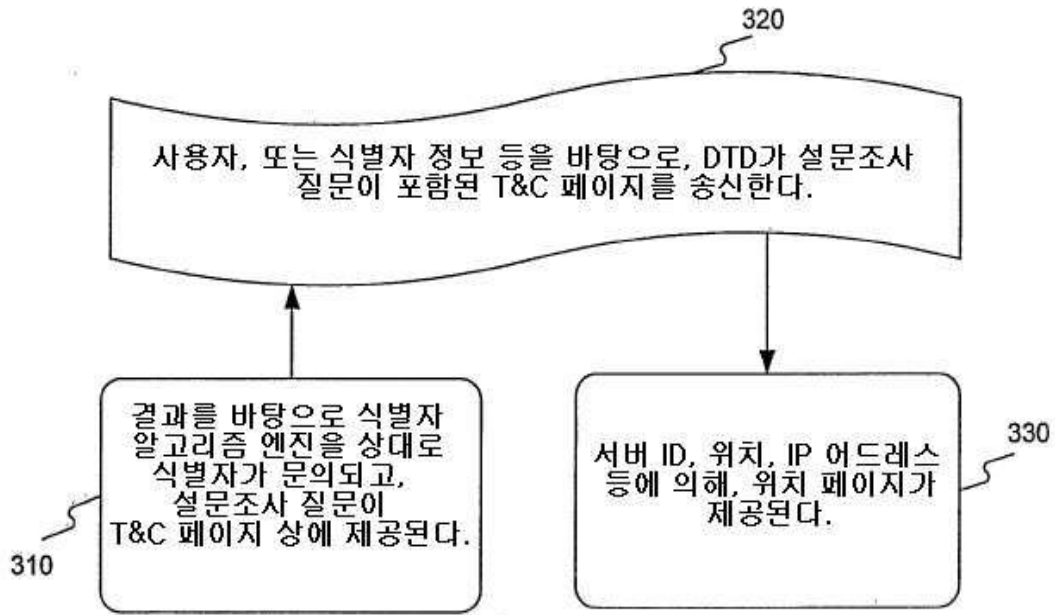 320
사용자, 또는 식별자 정보 등을 바탕으로, DTD가 설문조사
질문이 포함된 T&C 페이지를 송신한다.
결과를 바탕으로 식별자
알고리즘 엔진을 상대로
식별자가 문의되고,
설문조사 질문이
T&C 페이지 상에 제공된다.
310
서버 ID, 위치, IP 어드레스
등에 의해, 위치 페이지가
제공된다.
330